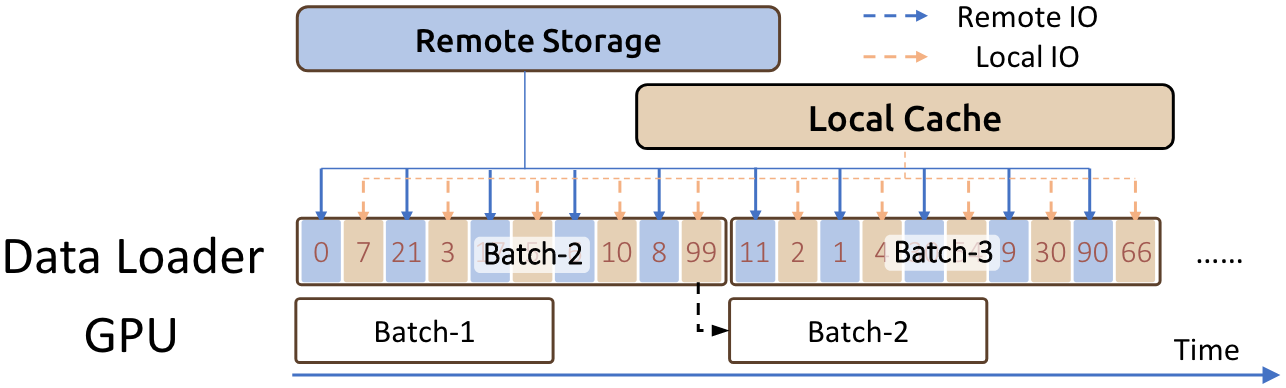 Remote IO
Remote Storage
Local IO
Local Cache
Data Loader
0 7 21 3 Batch-2 10 8 99 11 2 1 4 Batch-3 9 30 90 66 ......
GPU
Batch-1
Batch-2
Time